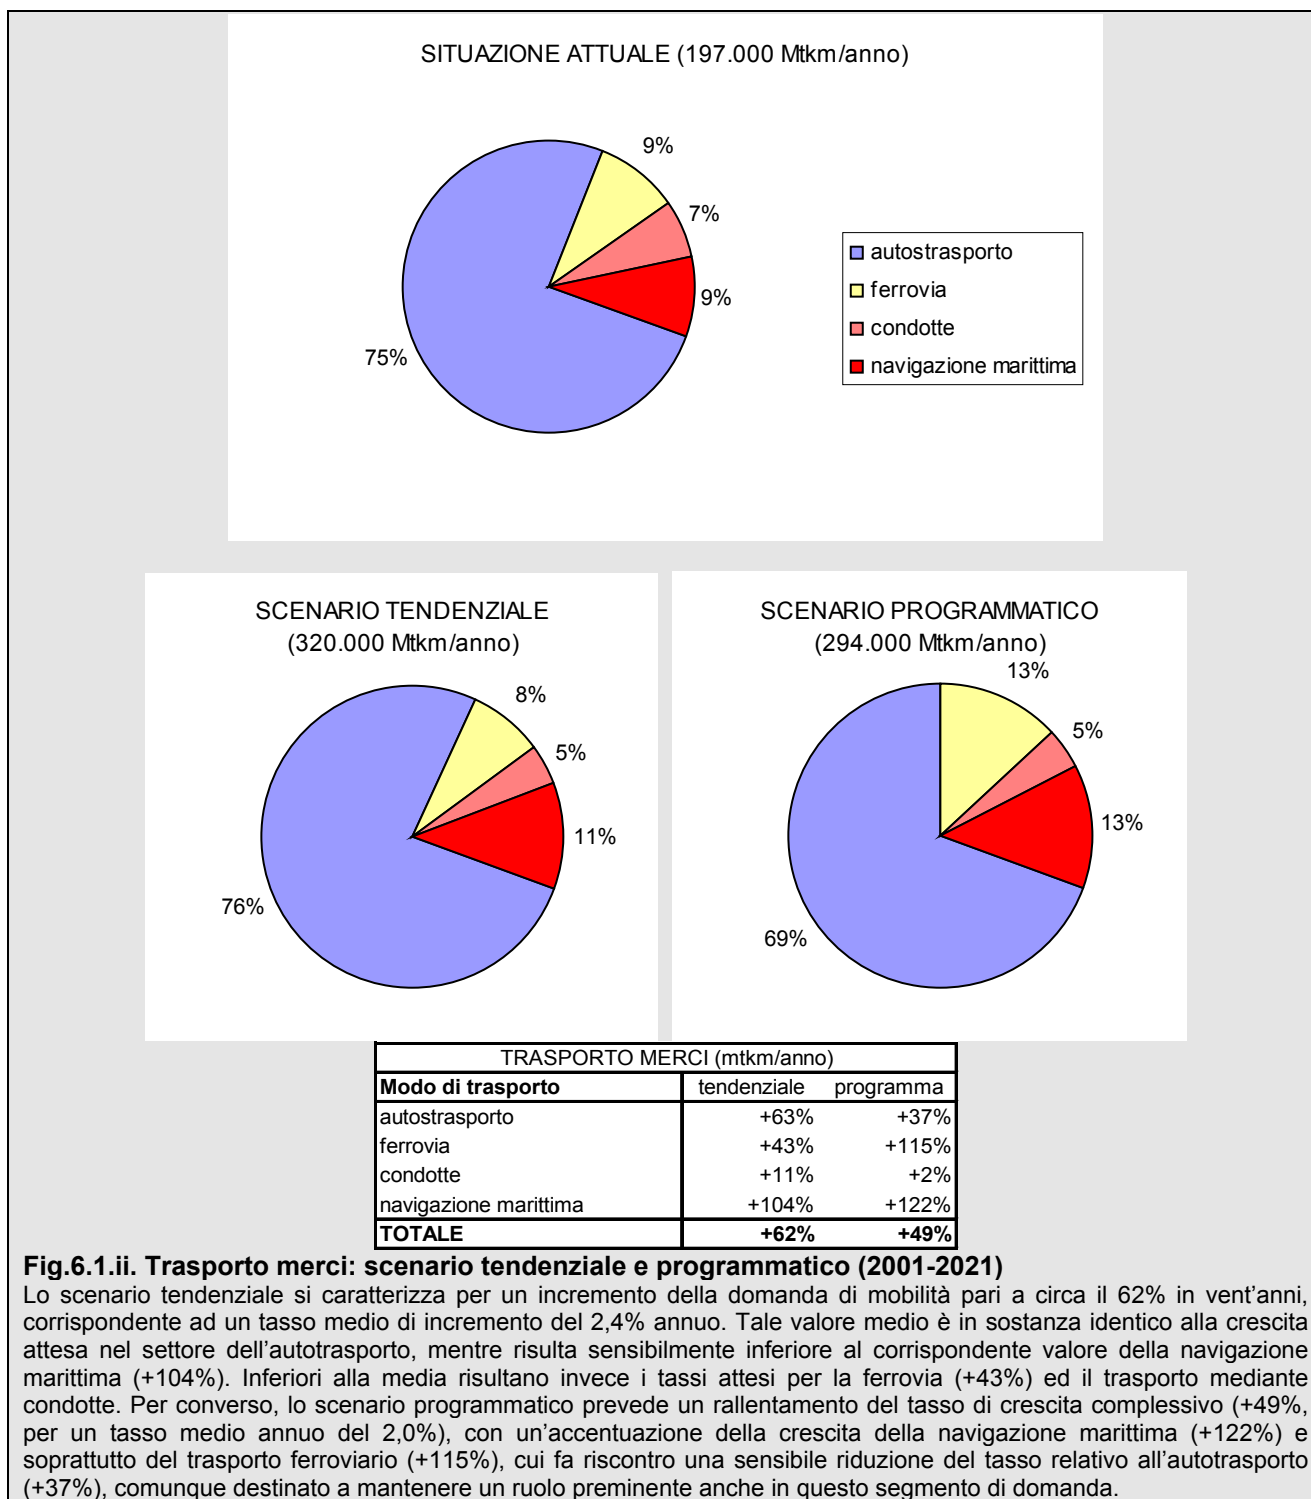 SITUAZIONE ATTUALE (197.000 Mtkm/anno)
9%
7%
9%
75%
autostrasporto
ferrovia
condotte
navigazione marittima
SCENARIO TENDENZIALE
(320.000 Mtkm/anno)
8%
5%
11%
76%
SCENARIO PROGRAMMATICO
(294.000 Mtkm/anno)
13%
5%
13%
69%
TRASPORTO MERCI (mtkm/anno)
Modo di trasporto tendenziale programma
autostrasporto +63% +37%
ferrovia +43% +115%
condotte +11% +2%
navigazione marittima +104% +122%
TOTALE +62% +49%
Fig.6.1.ii. Trasporto merci: scenario tendenziale e programmatico (2001-2021)
Lo scenario tendenziale si caratterizza per un incremento della domanda di mobilità pari a circa il 62% in vent'anni,
corrispondente ad un tasso medio di incremento del 2,4% annuo. Tale valore medio è in sostanza identico alla crescita
attesa nel settore dell'autotrasporto, mentre risulta sensibilmente inferiore al corrispondente valore della navigazione
marittima (+104%). Inferiori alla media risultano invece i tassi attesi per la ferrovia (+43%) ed il trasporto mediante
condotte. Per converso, lo scenario programmatico prevede un rallentamento del tasso di crescita complessivo (+49%,
per un tasso medio annuo del 2,0%), con un'accentuazione della crescita della navigazione marittima (+122%) e
soprattutto del trasporto ferroviario (+115%), cui fa riscontro una sensibile riduzione del tasso relativo all'autotrasporto
(+37%), comunque destinato a mantenere un ruolo preminente anche in questo segmento di domanda.